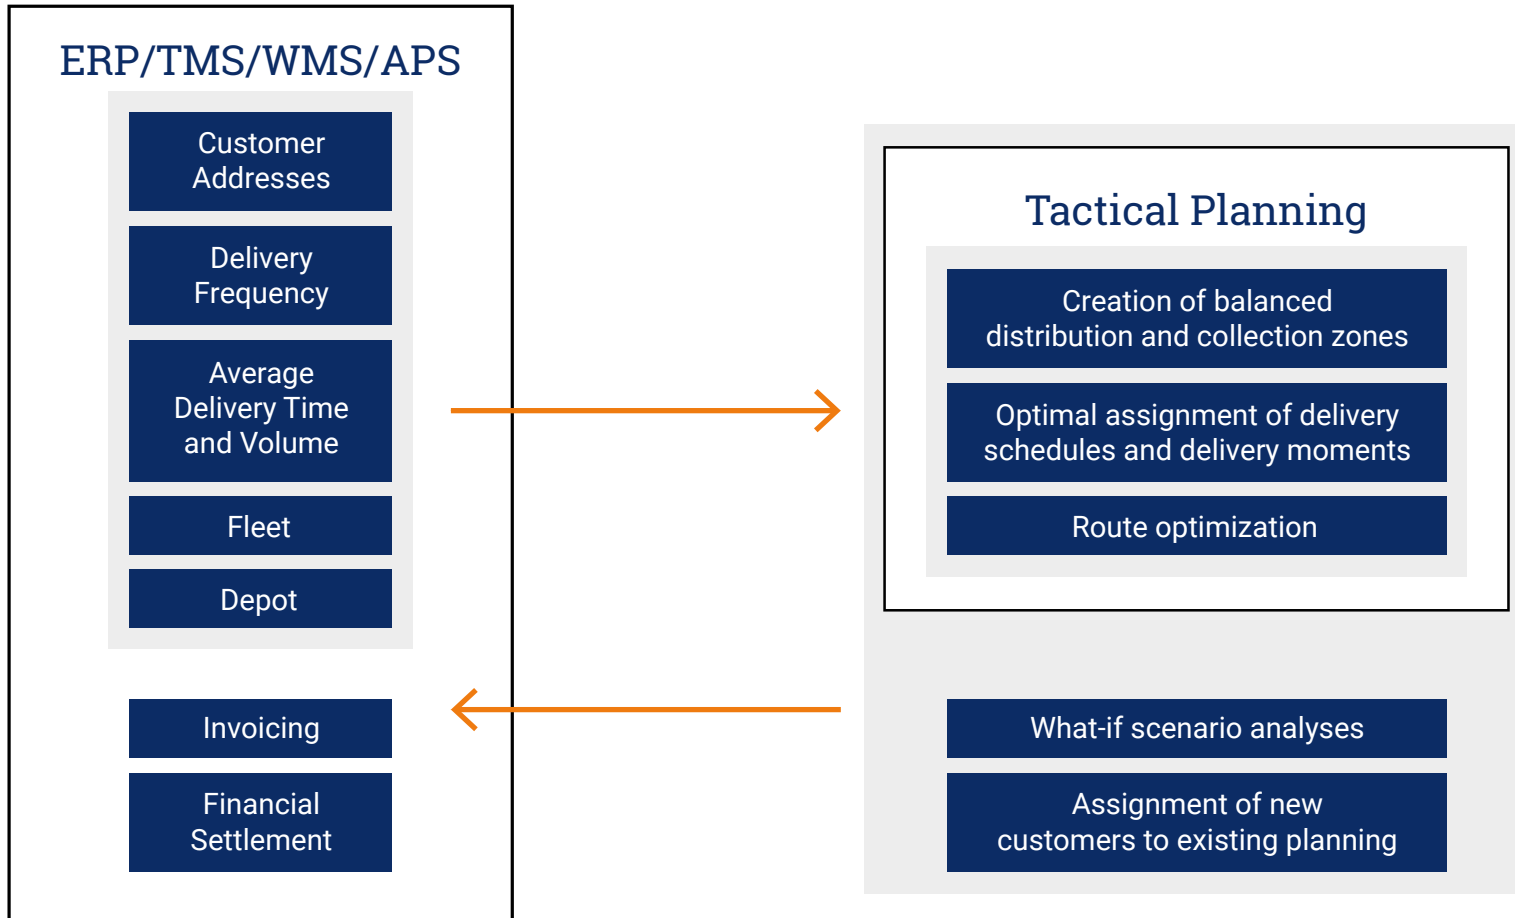 ERP/TMS/WMS/APS
Customer
Addresses
Delivery
Frequency
Average
Delivery Time
and Volume
Fleet
Depot
Invoicing
Financial
Settlement
Tactical Planning
Creation of balanced
distribution and collection zones
Optimal assignment of delivery
schedules and delivery moments
Route optimization
What-if scenario analyses
Assignment of new
customers to existing planning